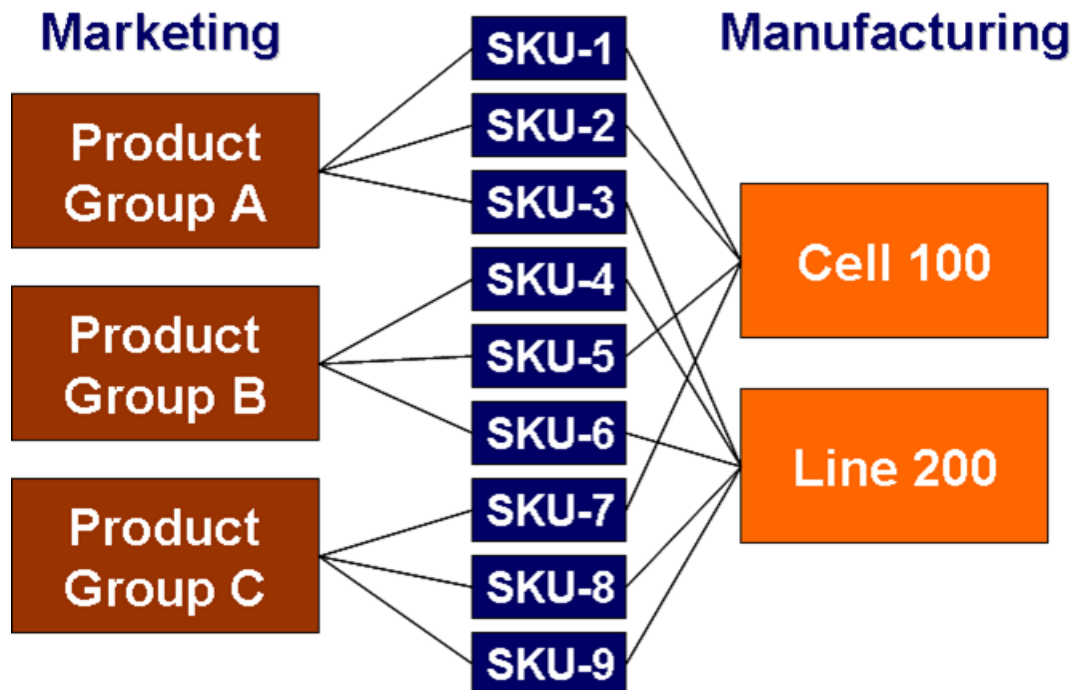 Marketing
Manufacturing
Product
Group A
Product
Group B
Product
Group C
SKU-1
SKU-2
SKU-3
SKU-4
SKU-5
SKU-6
SKU-7
SKU-8
SKU-9
Cell 100
Line 200